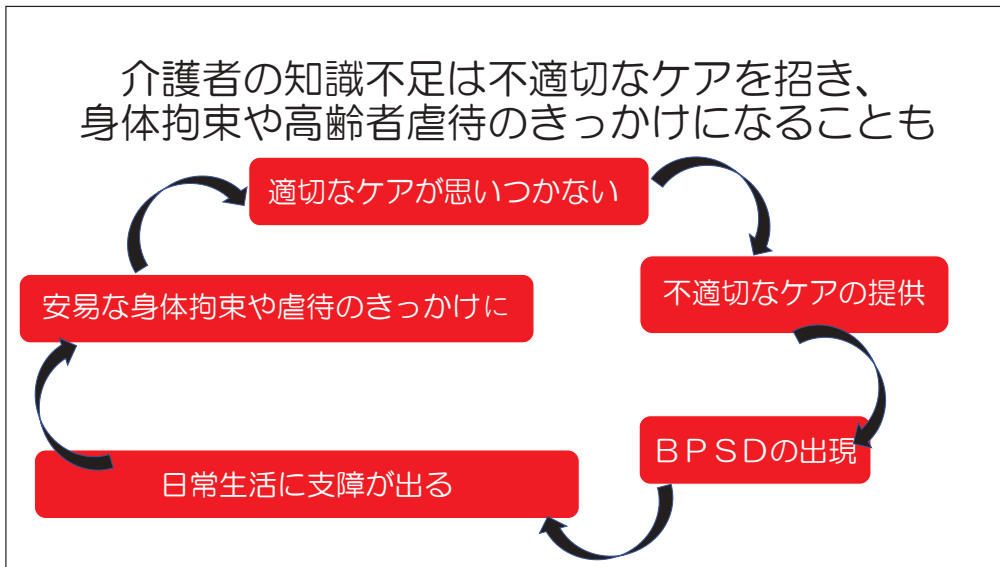 介護者の知識不足は不適切なケアを招き、
身体拘束や高齢者虐待のきっかけになることも
適切なケアが思いつかない
不適切なケアの提供
ＢＰＳＤの出現
日常生活に支障が出る
安易な身体拘束や虐待のきっかけに